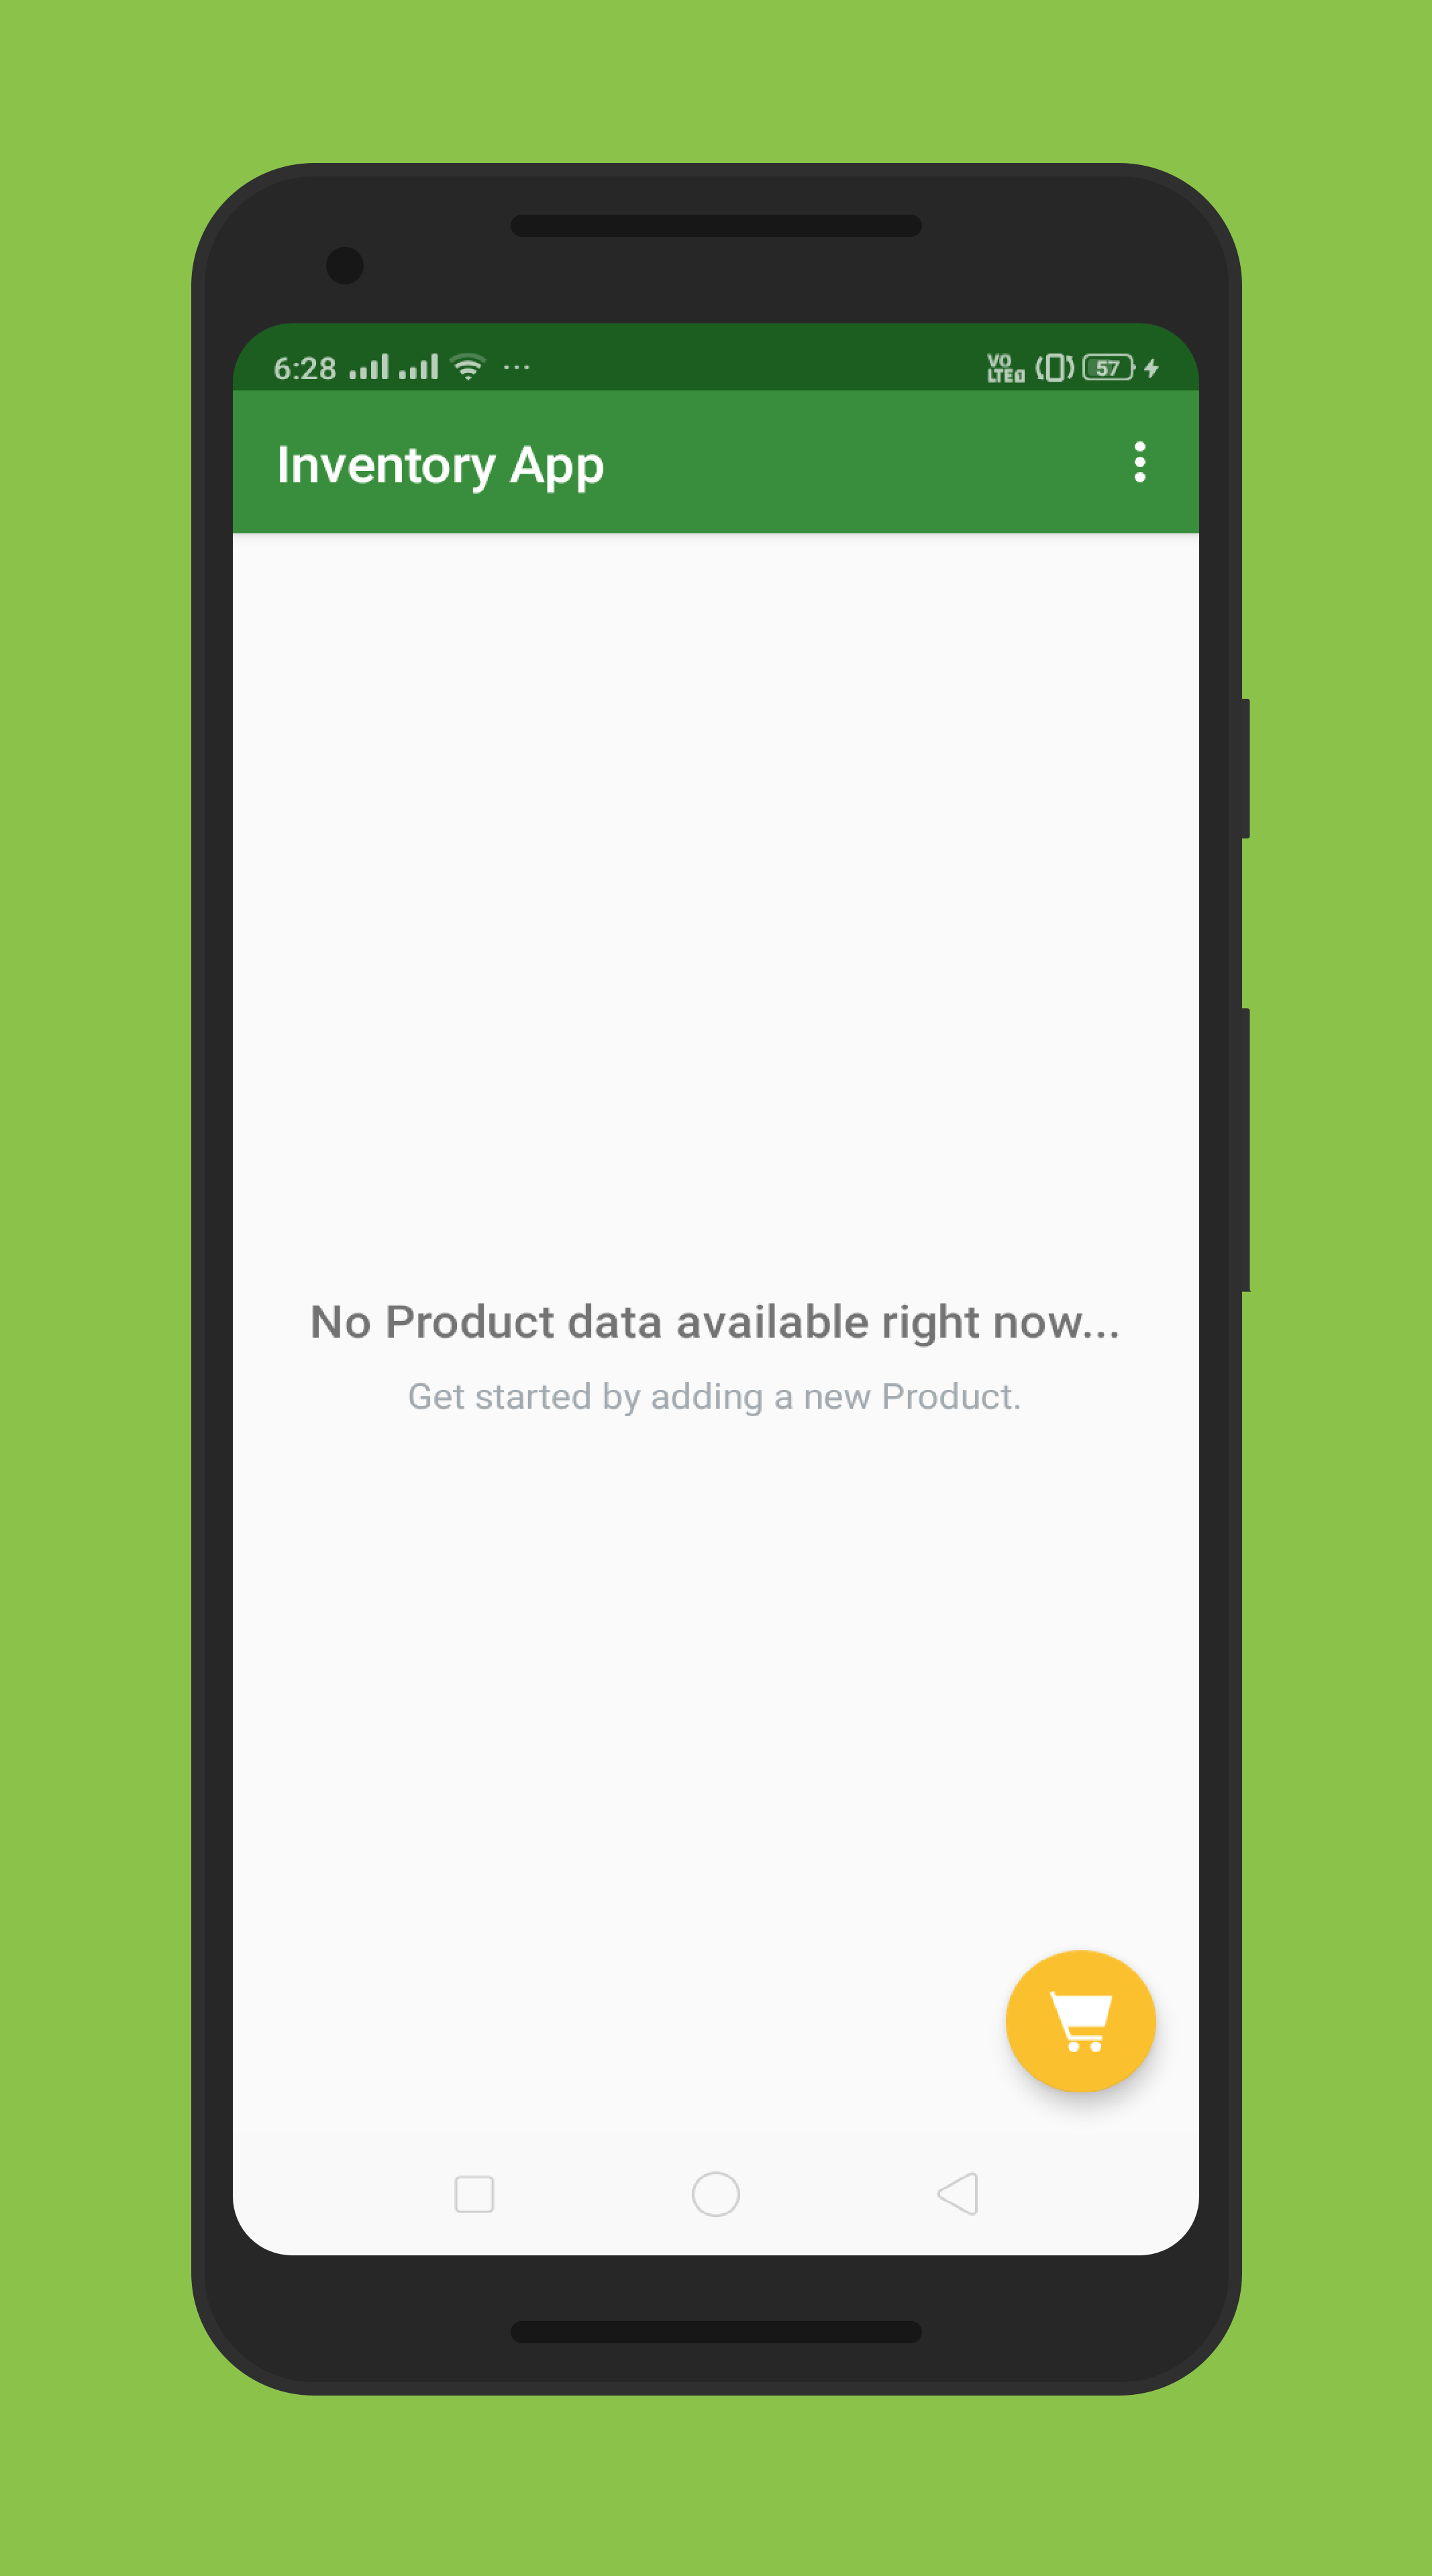 6:28 ...
VO
LTE 57
Inventory App
No Product data available right now...
Get started by adding a new Product.